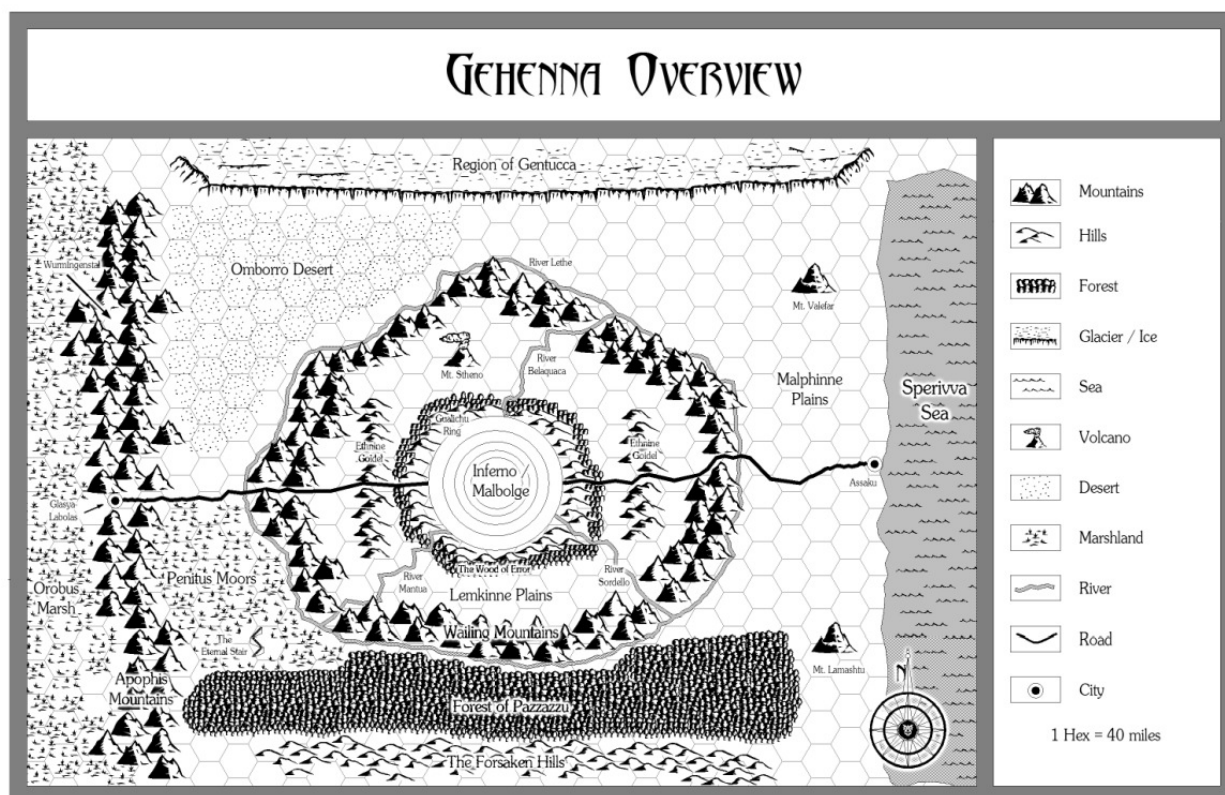 GEHENNA OVERVIEW
Region of Gentucca
Wurmingenstal
Omborro Desert
River Lethe
Mt. Valefar
Mt. Stheno
River
Belaquaca
Malphinne
Plains
Sperivva
Sea
Gualichu
Ring
Ethnine
Goidel
Ethnine
Goidel
Inferno /
Malbolge
Assaku
Glasya-
Labolas
Orobus
Marsh
Penitus Moors
The Wood of Error
River
Mantua
River
Sordello
Lemkinne Plains
Wailing Mountains
The
Eternal Stair
Apophis
Mountains
Mt. Lamashtu
N
Forest of Pazzazzu
The Forsaken Hills
Mountains
Hills
Forest
Glacier / Ice
Sea
Volcano
Desert
Marshland
River
Road
City
1 Hex = 40 miles